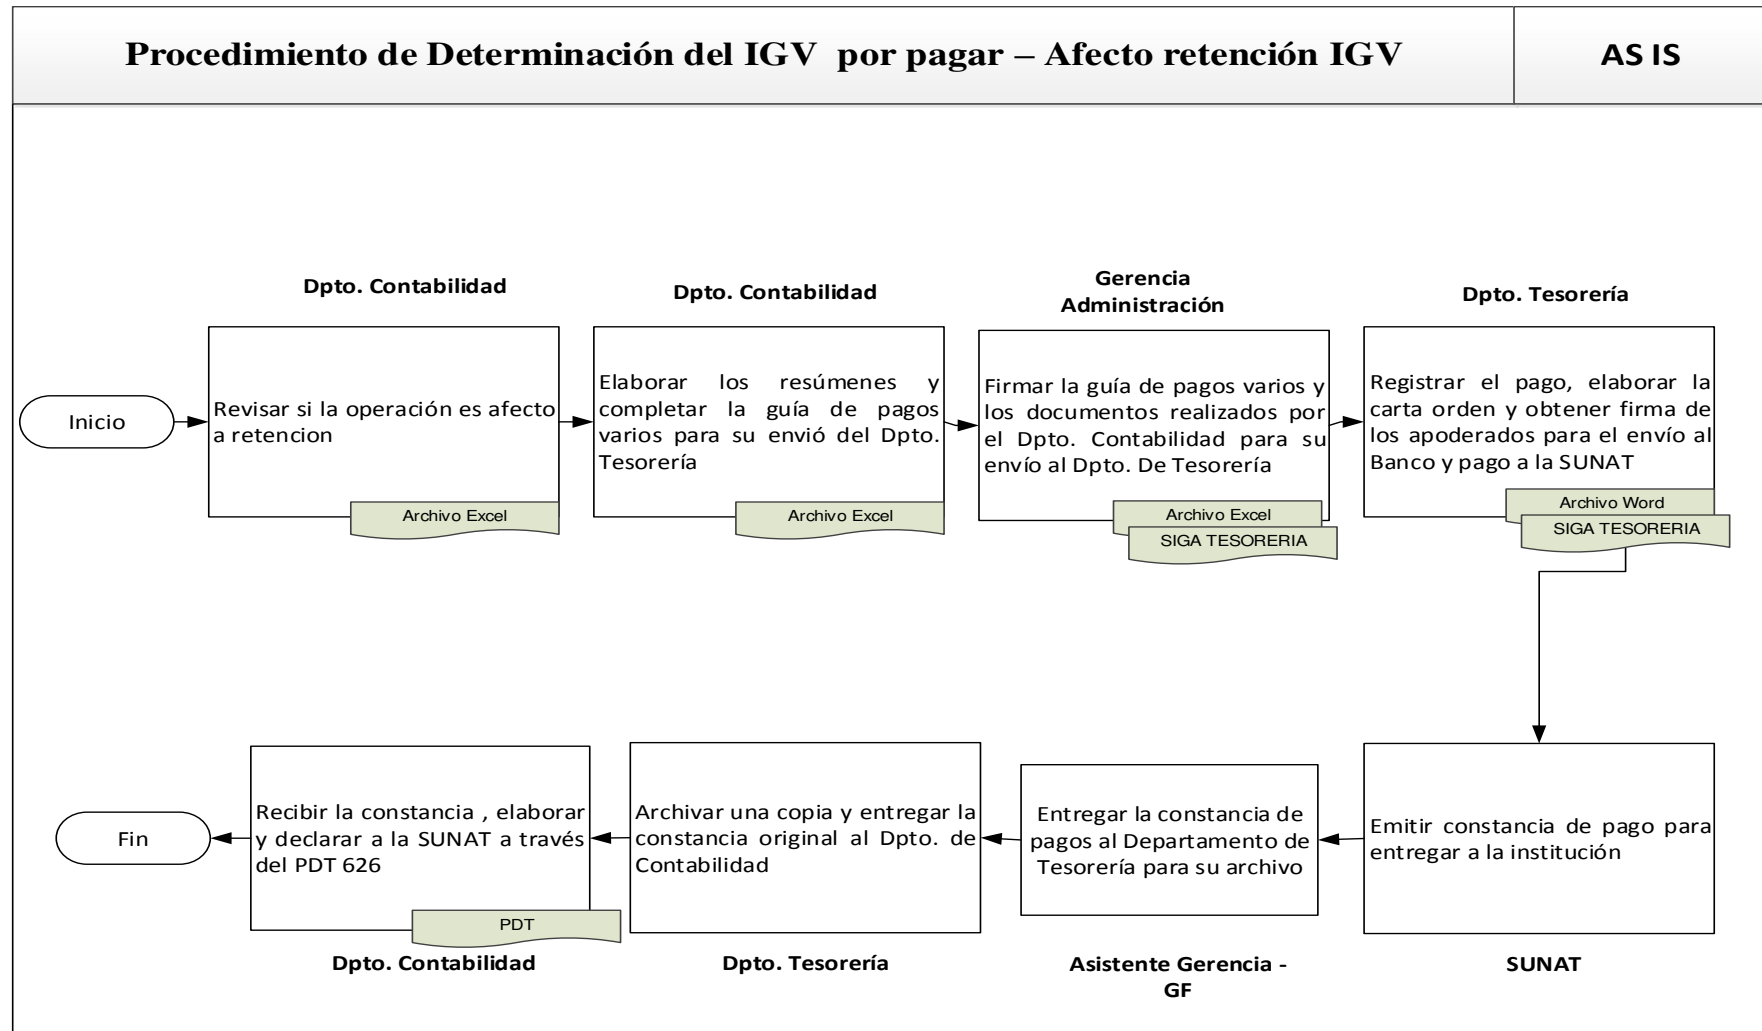 Procedimiento de Determinación del IGV por pagar – Afecto retención IGV
AS IS
Dpto. Contabilidad
Dpto. Contabilidad
Gerencia
Administración
Dpto. Tesorería
Inicio
Revisar si la operación es afecto
a retencion
Archivo Excel
Elaborar los resúmenes y
completar la guía de pagos
varios para su envió del Dpto.
Tesorería
Archivo Excel
Firmar la guía de pagos varios y
los documentos realizados por
el Dpto. Contabilidad para su
envío al Dpto. De Tesorería
Archivo Excel
SIGA TESORERIA
Registrar el pago, elaborar la
carta orden y obtener firma de
los apoderados para el envío al
Banco y pago a la SUNAT
Archivo Word
SIGA TESORERIA
Fin
Recibir la constancia , elaborar
y declarar a la SUNAT a través
del PDT 626
PDT
Archivar una copia y entregar la
constancia original al Dpto. de
Contabilidad
Entregar la constancia de
pagos al Departamento de
Tesorería para su archivo
Emitir constancia de pago para
entregar a la institución
Dpto. Contabilidad
Dpto. Tesorería
Asistente Gerencia -
GF
SUNAT